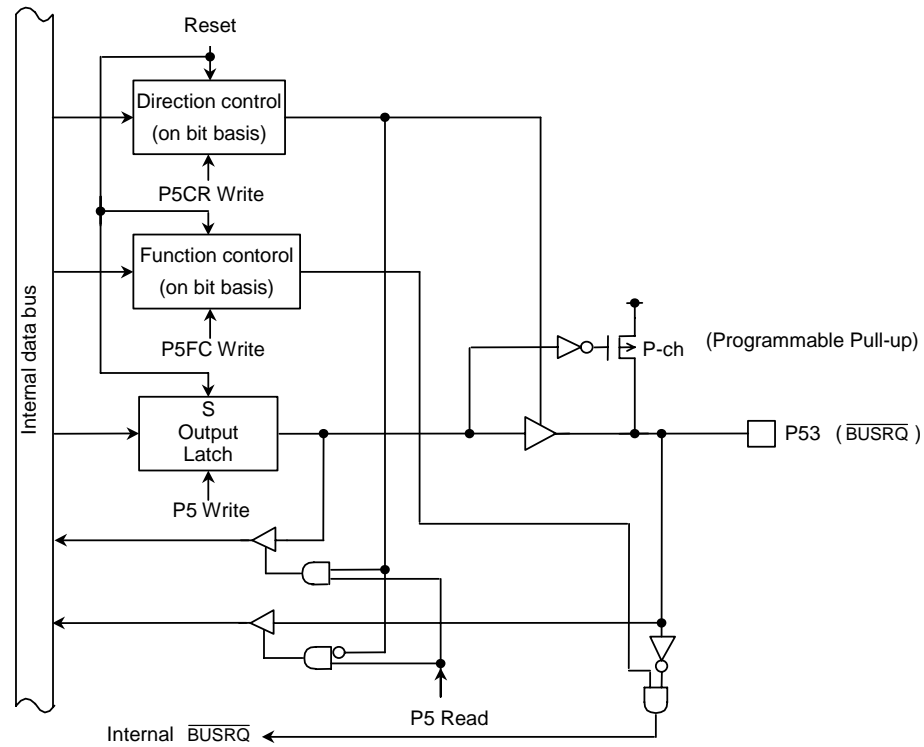 Reset
Direction control
(on bit basis)
P5CR Write
Function contorol
(on bit basis)
P5FC Write
Internal data bus
S
Output
Latch
P5 Write
P-ch
(Programmable Pull-up)
P53 (BUSRQ)
P5 Read
Internal BUSRQ